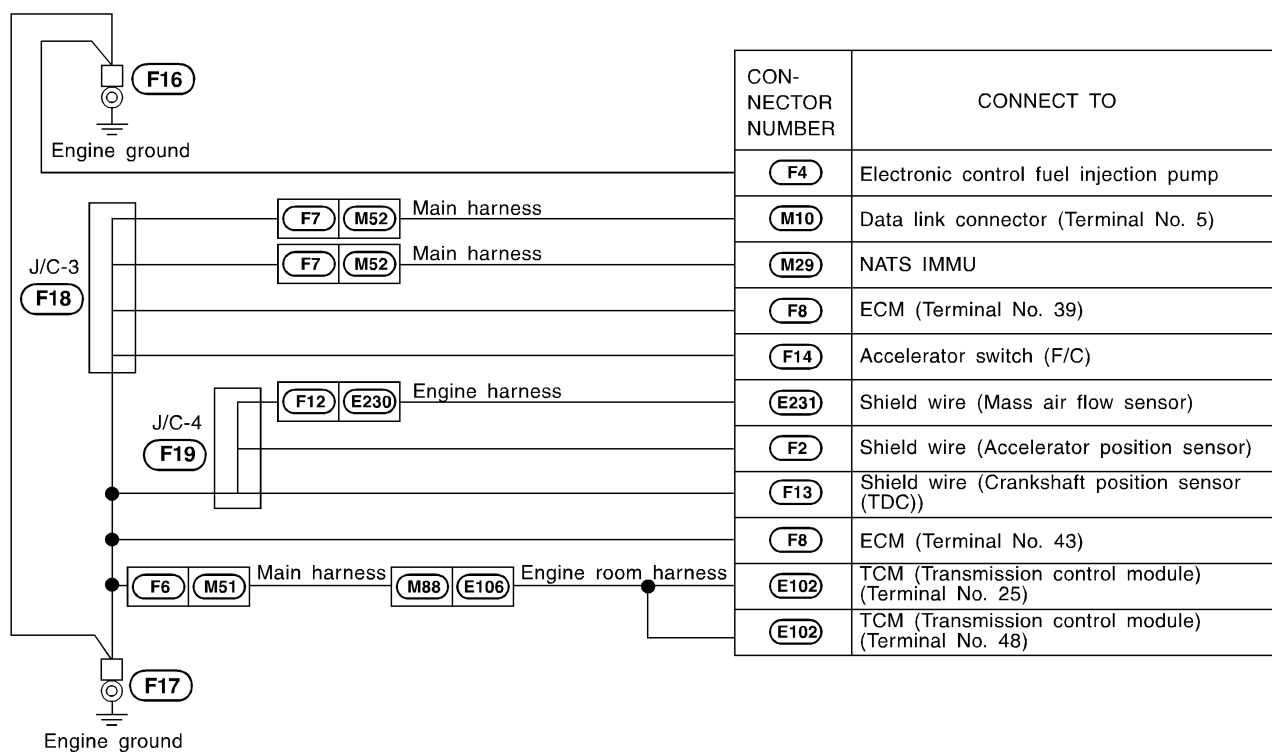 F16
Engine ground
CON-
NECTOR
NUMBER
CONNECT TO
F4 Electronic control fuel injection pump
F7 M52 Main harness M10 Data link connector (Terminal No. 5)
F7 M52 Main harness M29 NATS IMMU
J/C-3
F18
F8 ECM (Terminal No. 39)
F14 Accelerator switch (F/C)
F12 E230 Engine harness E231 Shield wire (Mass air flow sensor)
J/C-4
F19
F2 Shield wire (Accelerator position sensor)
F13 Shield wire (Crankshaft position sensor
(TDC))
F8 ECM (Terminal No. 43)
F6 M51 Main harness M88 E106 Engine room harness E102 TCM (Transmission control module)
(Terminal No. 25)
E102 TCM (Transmission control module)
(Terminal No. 48)
F17
Engine ground